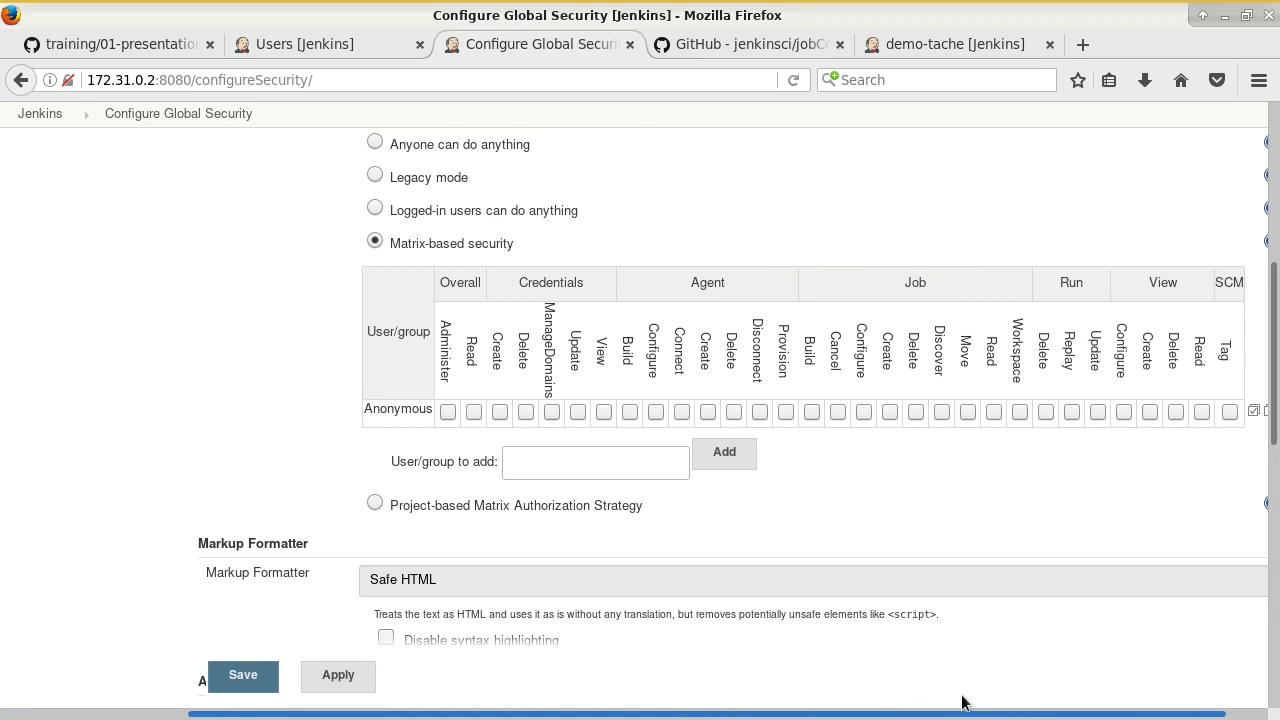 Configure Global Security [Jenkins] - Mozilla Firefox
training/01-presentatio
Users [Jenkins]
Configure Global Securi
GitHub - jenkinsci/jobC
demo-tache [Jenkins]
172.31.0.2:8080/configureSecurity/
Search
Jenkins
Configure Global Security
Anyone can do anything
Legacy mode
Logged-in users can do anything
Matrix-based security
User/group
Overall
Credentials
Agent
Job
Run
View
SCM
Administer
Read
Create
Delete
ManageDomains
Update
View
Build
Configure
Connect
Create
Delete
Disconnect
Provision
Build
Cancel
Configure
Create
Delete
Discover
Move
Read
Workspace
Delete
Replay
Update
Configure
Create
Delete
Read
Tag
Anonymous
User/group to add:
Add
Project-based Matrix Authorization Strategy
Markup Formatter
Markup Formatter
Safe HTML
Treats the text as HTML and uses it as is without any translation, but removes potentially unsafe elements like <script>.
Disable syntax highlighting
A
Save
Apply